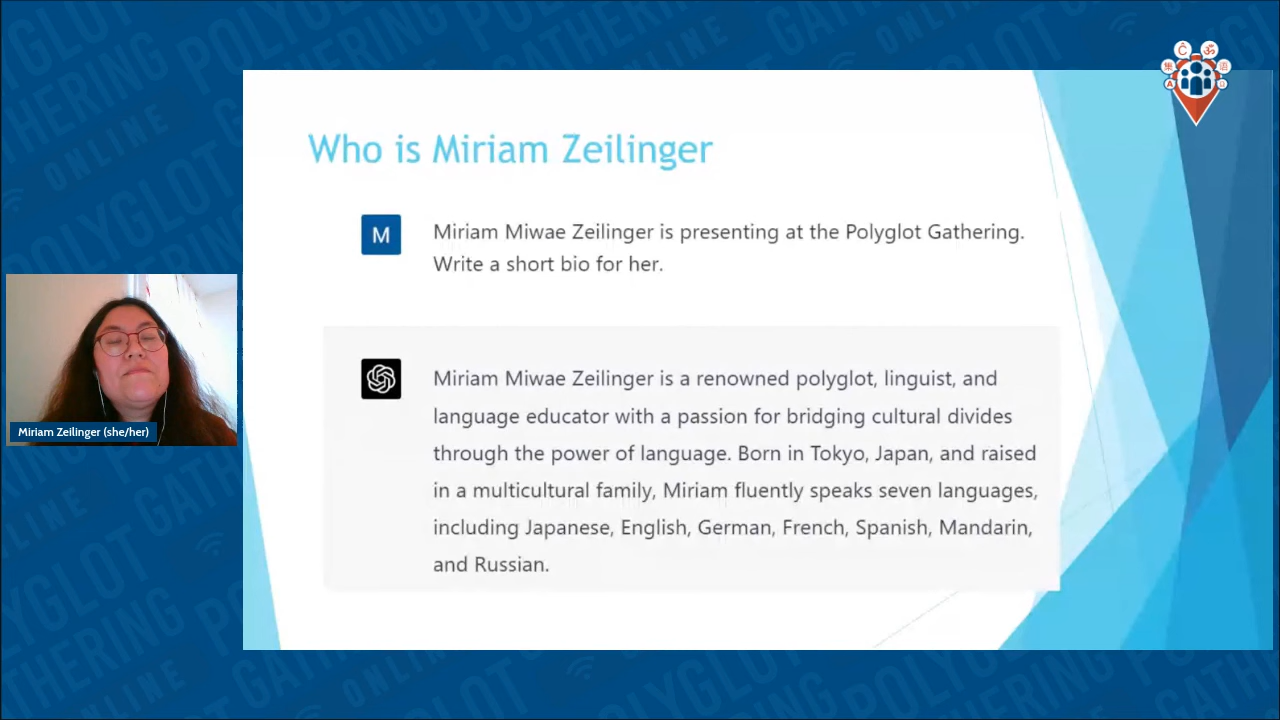 Who is Miriam Zeilinger
M
Miriam Miwae Zeilinger is presenting at the Polyglot Gathering.
Write a short bio for her.
Miriam Miwae Zeilinger is a renowned polyglot, linguist, and
language educator with a passion for bridging cultural divides
through the power of language. Born in Tokyo, Japan, and raised
in a multicultural family, Miriam fluently speaks seven languages,
including Japanese, English, German, French, Spanish, Mandarin,
and Russian.
Miriam Zeilinger (she/her)
POLYGLOT
GATHERING
ONLINE